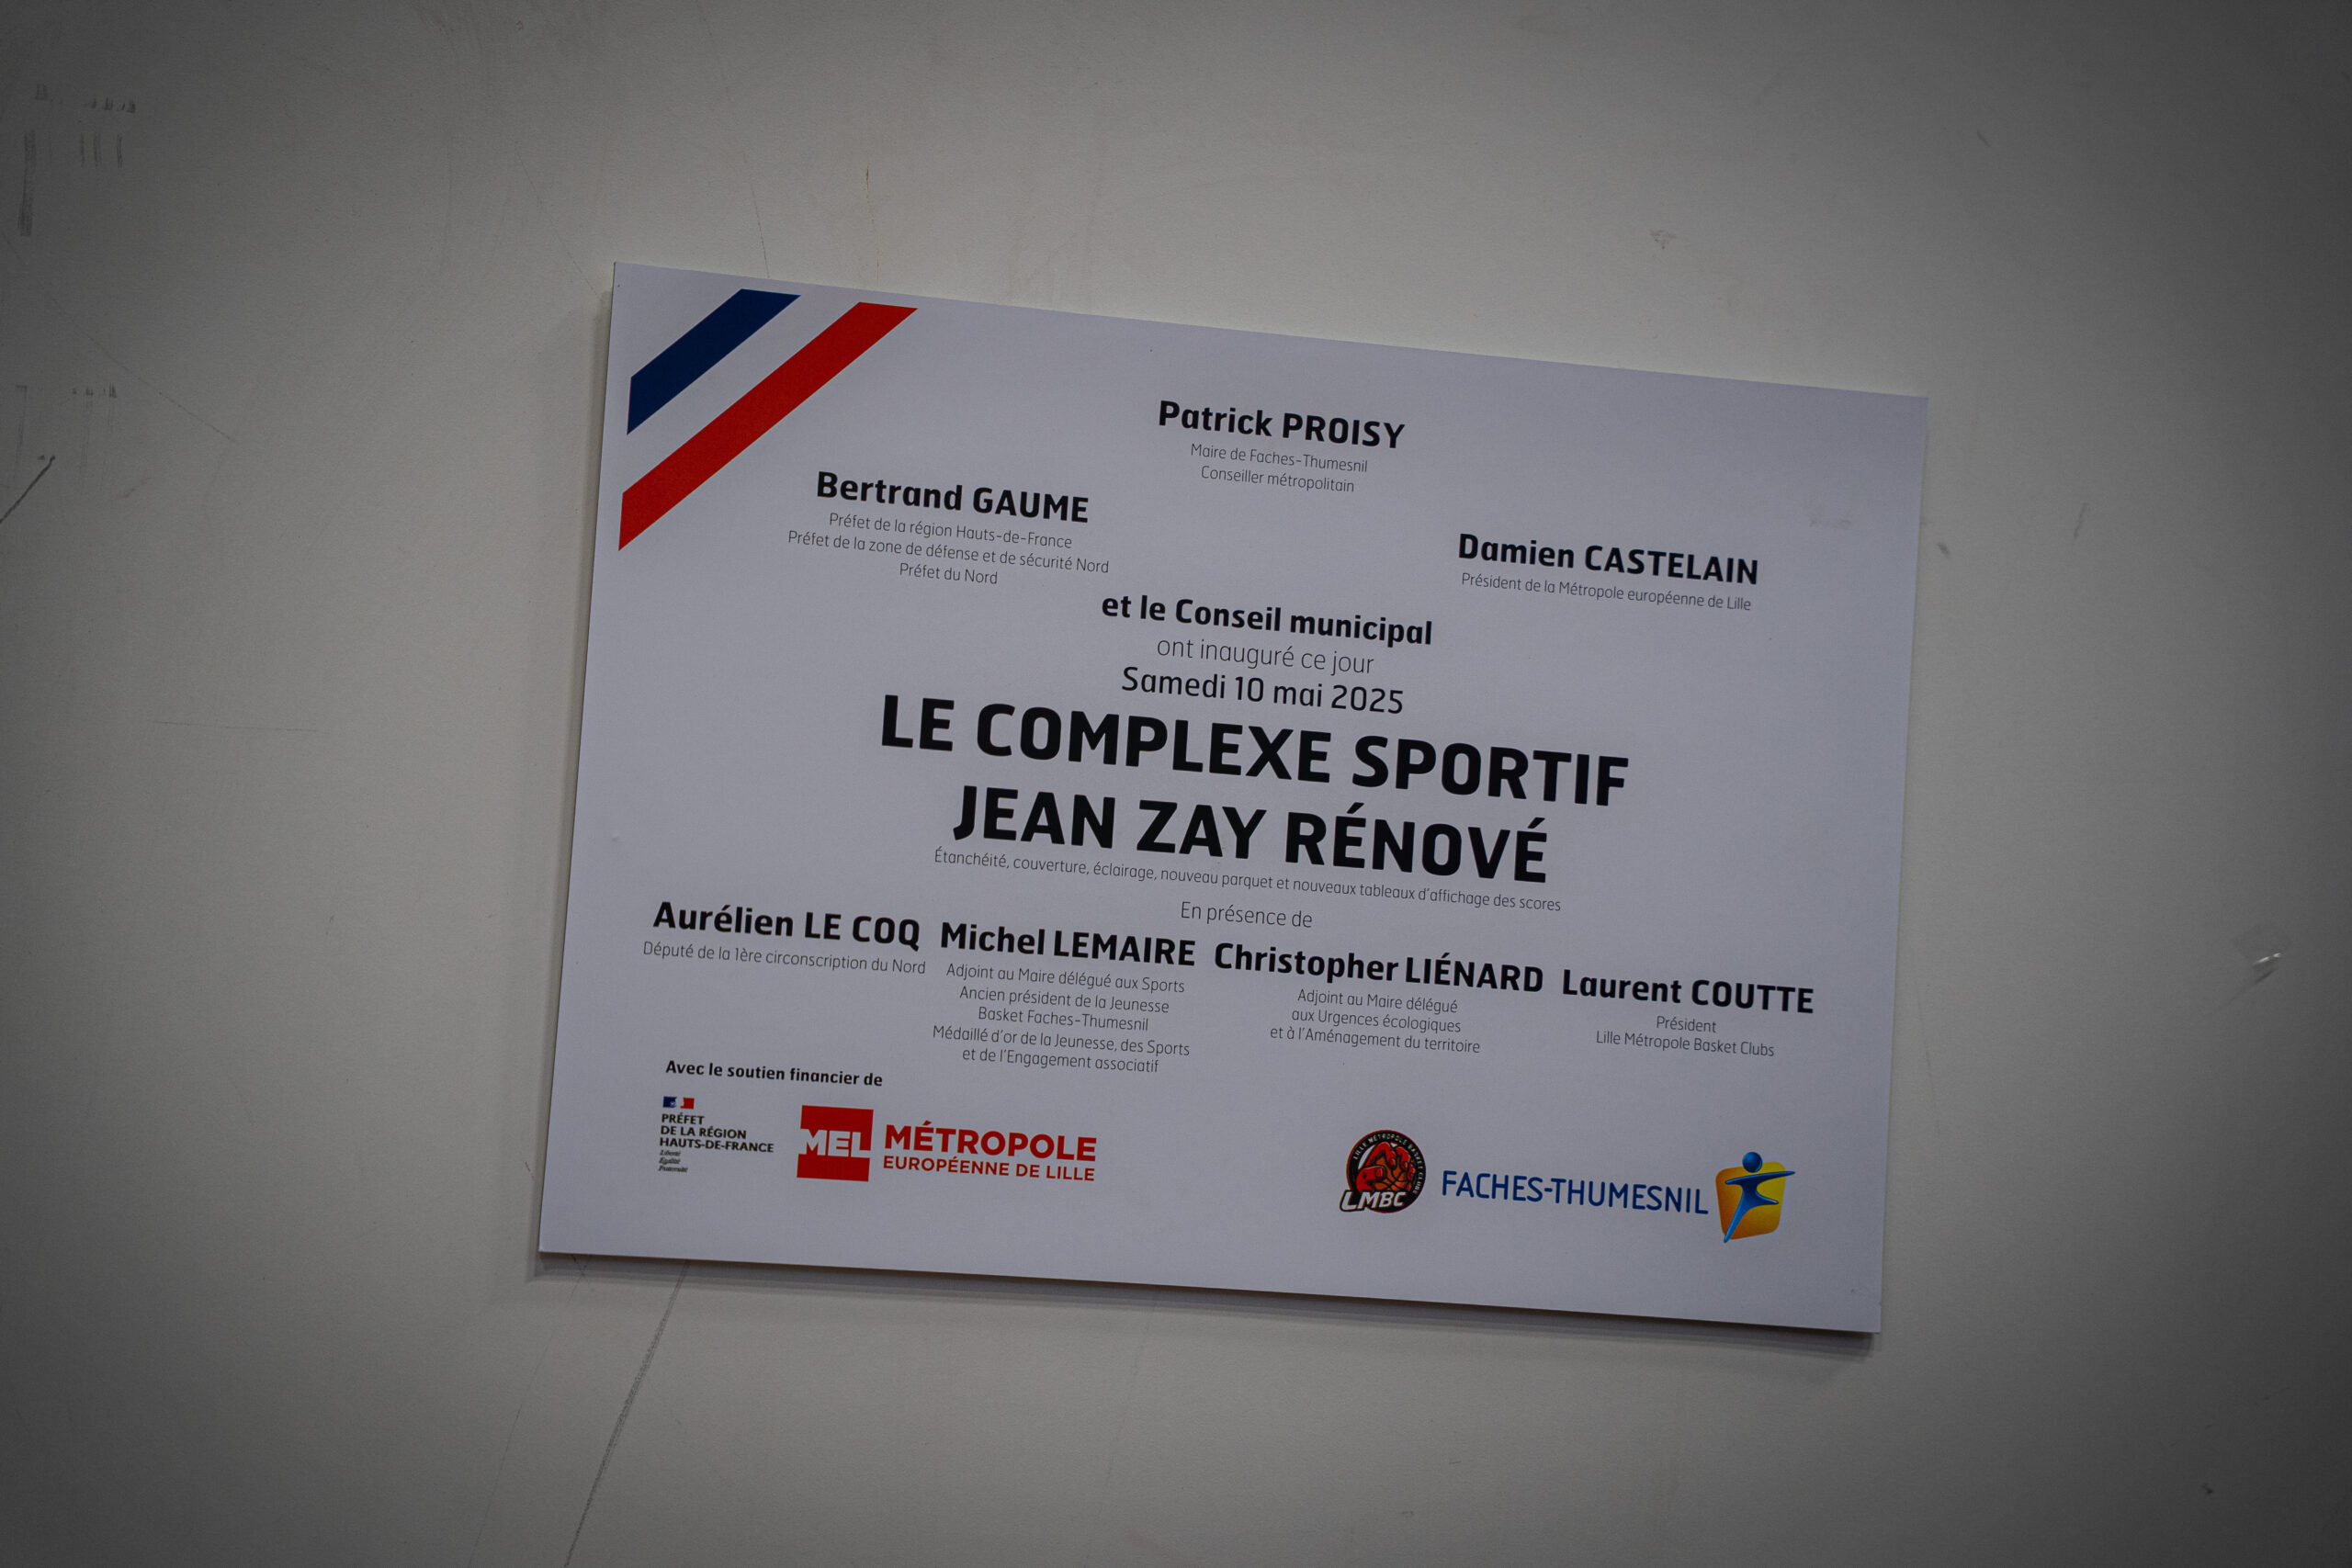 Patrick PROISY
Maire de Faches-Thumesnil
Conseiller métropolitain
Bertrand GAUME
Préfet de la région Hauts-de-France
Préfet de la zone de défense et de sécurité Nord
Préfet du Nord
Damien CASTELAIN
Président de la Métropole européenne de Lille
et le Conseil municipal
ont inauguré ce jour
Samedi 10 mai 2025
LE COMPLEXE SPORTIF
JEAN ZAY RÉNOVÉ
Étanchéité, couverture, éclairage, nouveau parquet et nouveaux tableaux d'affichage des scores
En présence de
Aurélien LE COQ
Député de la 1ère circonscription du Nord
Michel LEMAIRE
Adjoint au Maire délégué aux Sports
Ancien président de la Jeunesse
Basket Faches-Thumesnil
Médaillé d'or de la Jeunesse, des Sports
et de l'Engagement associatif
Christopher LIÉNARD
Adjoint au Maire délégué
aux Urgences écologiques
et à l'Aménagement du territoire
Laurent COUTTE
Président
Lille Métropole Basket Clubs
Avec le soutien financier de
PRÉFET
DE LA RÉGION
HAUTS-DE-FRANCE
Liberté
Égalité
Fraternité
MEL
MÉTROPOLE
EUROPÉENNE DE LILLE
LILLE METROPOLE BASKET CLUBS
LMBC
FACHES-THUMESNIL